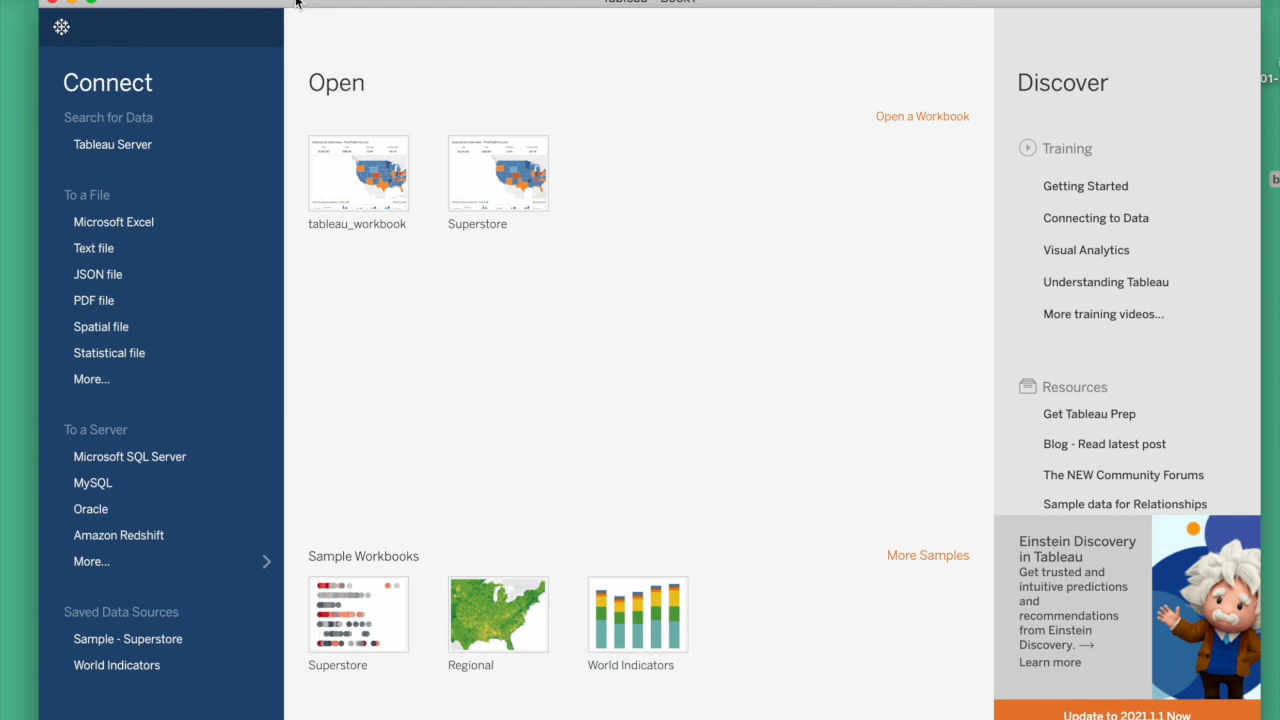 Connect
Search for Data
Tableau Server
To a File
Microsoft Excel
Text file
JSON file
PDF file
Spatial file
Statistical file
More...
To a Server
Microsoft SQL Server
MySQL
Oracle
Amazon Redshift
More...
Saved Data Sources
Sample - Superstore
World Indicators
Open
Open a Workbook
tableau_workbook
Superstore
Sample Workbooks
More Samples
Superstore
Regional
World Indicators
Discover
Training
Getting Started
Connecting to Data
Visual Analytics
Understanding Tableau
More training videos...
Resources
Get Tableau Prep
Blog - Read latest post
The NEW Community Forums
Sample data for Relationships
Einstein Discovery
in Tableau
Get trusted and
intuitive predictions
and
recommendations
from Einstein
Discovery. →
Learn more
Update to 2021.1.1 Now
01-